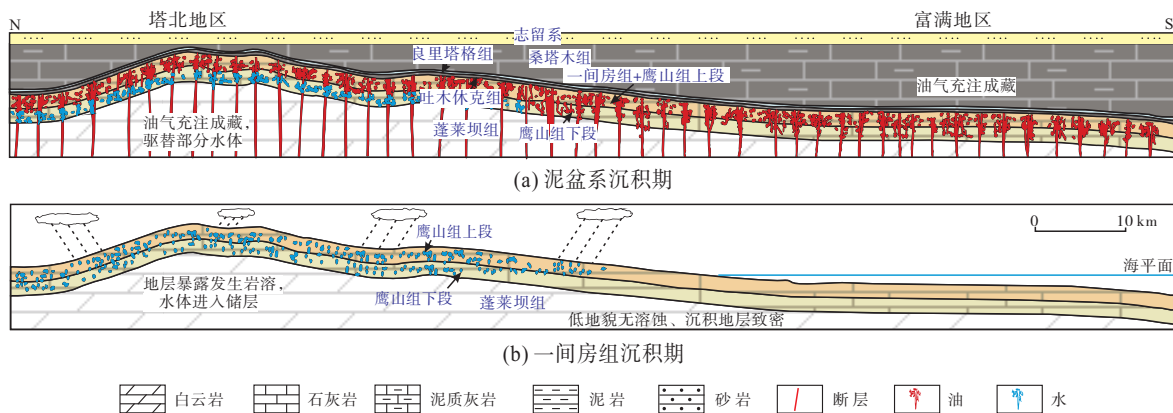 N
塔北地区
富满地区
S
志留系
良里塔格组
桑塔木组
一间房组+鹰山组上段
油气充注成藏
吐木休克组
油气充注成藏，
驱替部分水体
蓬莱坝组
鹰山组下段
(a) 泥盆系沉积期
0
10 km
鹰山组上段
海平面
地层暴露发生岩溶，
水体进入储层
鹰山组下段
蓬莱坝组
低地貌无溶蚀、沉积地层致密
(b) 一间房组沉积期
白云岩
石灰岩
泥质灰岩
泥岩
砂岩
断层
油
水